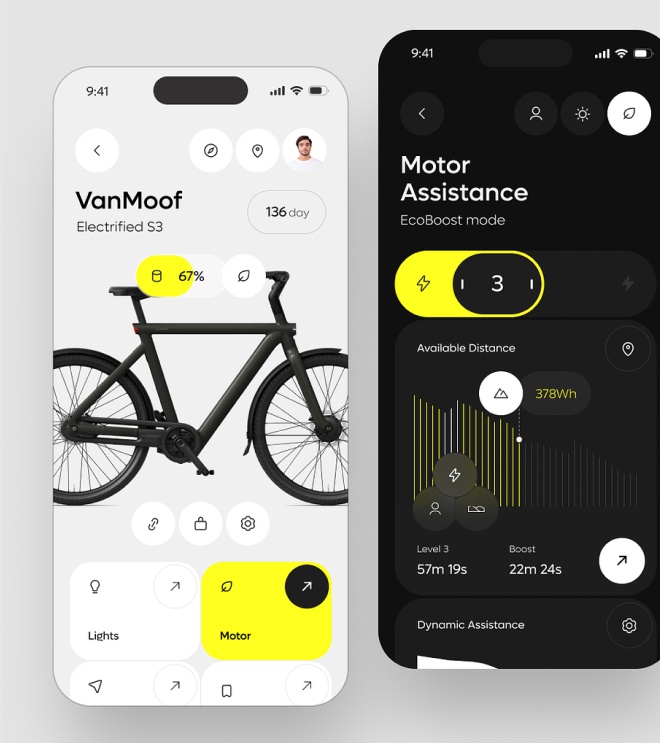 9:41
VanMoof
Electrified S3
136 day
67%
Lights
Motor
9:41
Motor
Assistance
EcoBoost mode
3
Available Distance
378Wh
Level 3
57m 19s
Boost
22m 24s
Dynamic Assistance